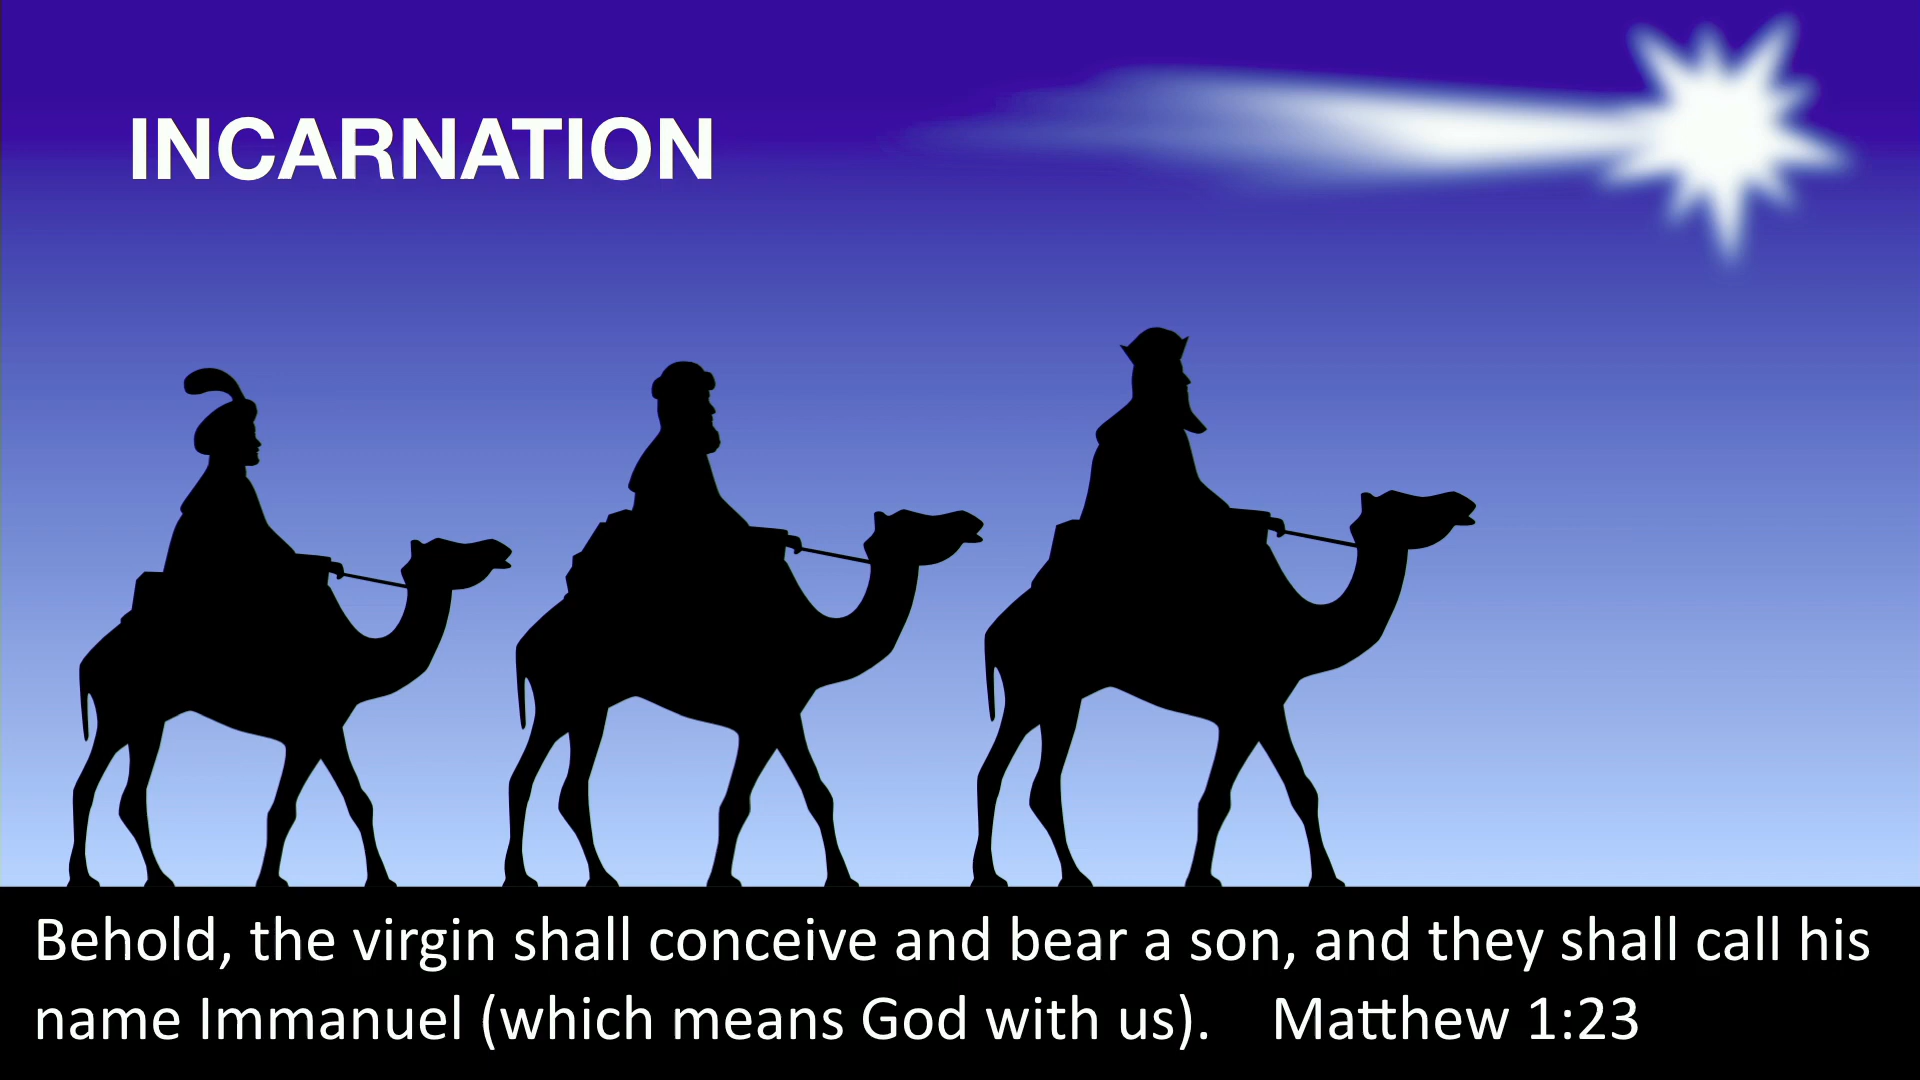 INCARNATION
Behold, the virgin shall conceive and bear a son, and they shall call his
name Immanuel (which means God with us). Matthew 1:23